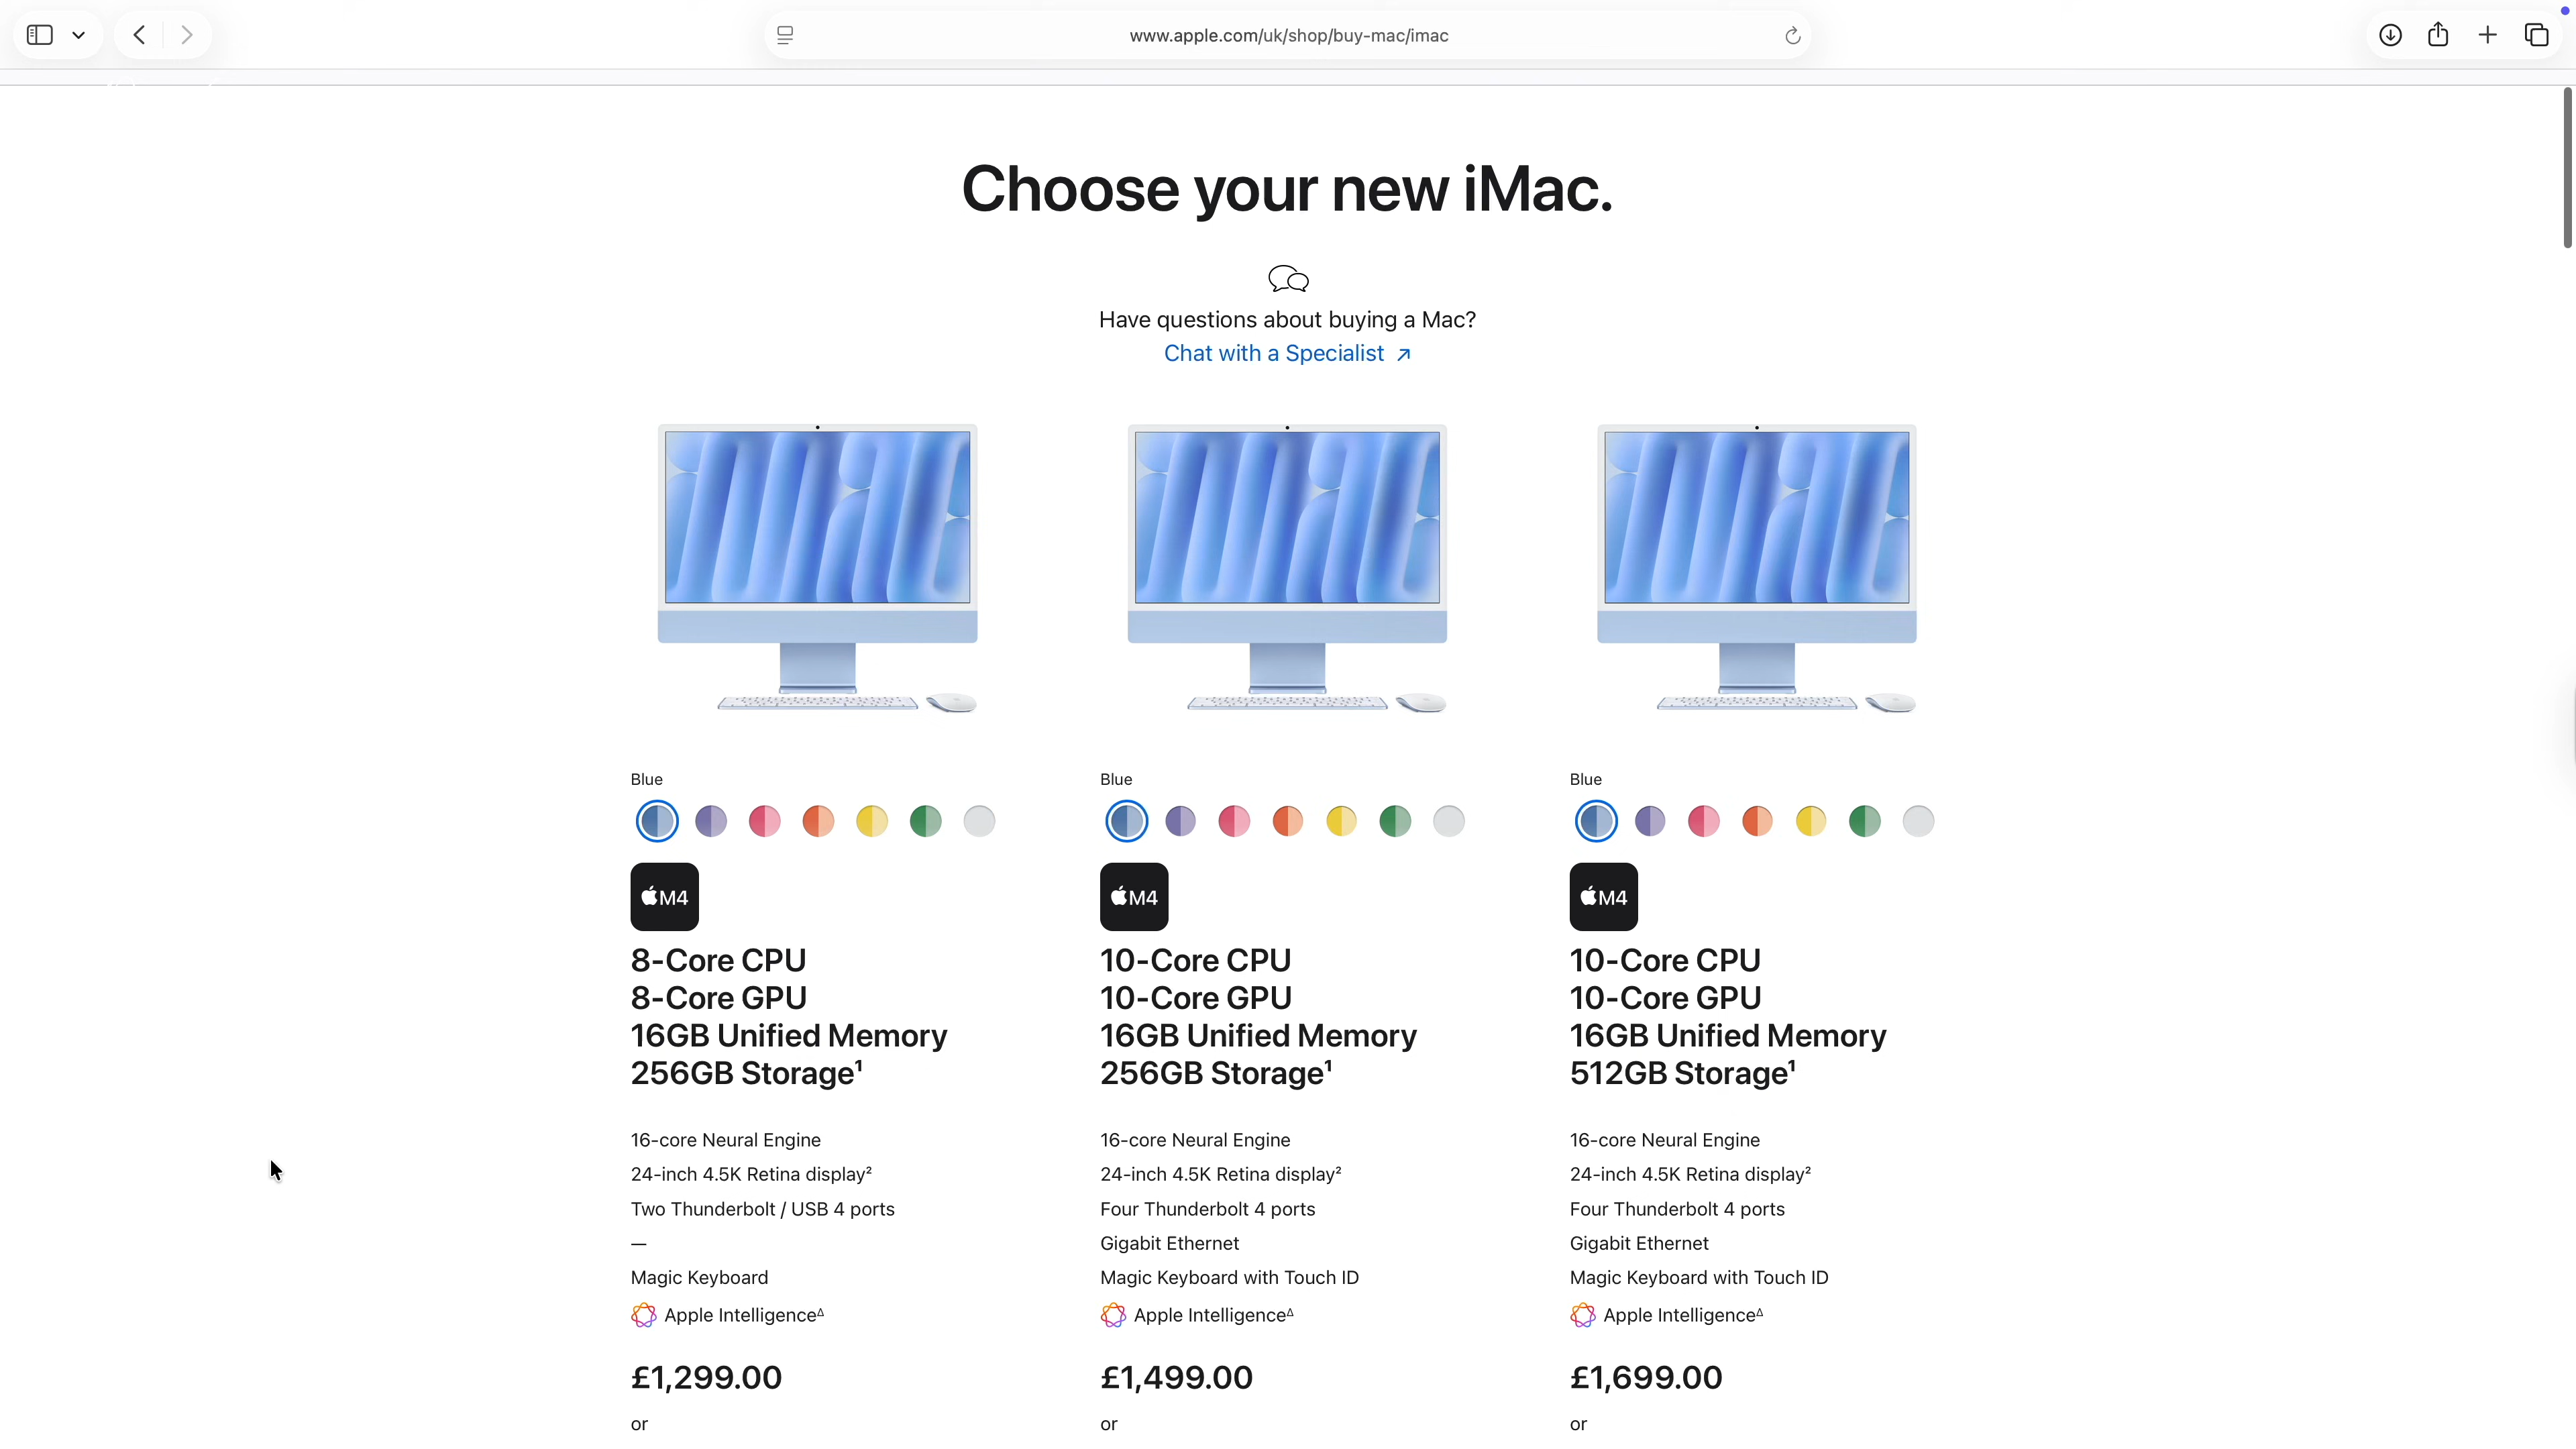 www.apple.com/uk/shop/buy-mac/imac
Choose your new iMac.
Have questions about buying a Mac?
Chat with a Specialist ↗
Blue
M4
8-Core CPU
8-Core GPU
16GB Unified Memory
256GB Storage¹
16-core Neural Engine
24-inch 4.5K Retina display²
Two Thunderbolt / USB 4 ports
—
Magic Keyboard
Apple Intelligence∆
£1,299.00
or
Blue
M4
10-Core CPU
10-Core GPU
16GB Unified Memory
256GB Storage¹
16-core Neural Engine
24-inch 4.5K Retina display²
Four Thunderbolt 4 ports
Gigabit Ethernet
Magic Keyboard with Touch ID
Apple Intelligence∆
£1,499.00
or
Blue
M4
10-Core CPU
10-Core GPU
16GB Unified Memory
512GB Storage¹
16-core Neural Engine
24-inch 4.5K Retina display²
Four Thunderbolt 4 ports
Gigabit Ethernet
Magic Keyboard with Touch ID
Apple Intelligence∆
£1,699.00
or